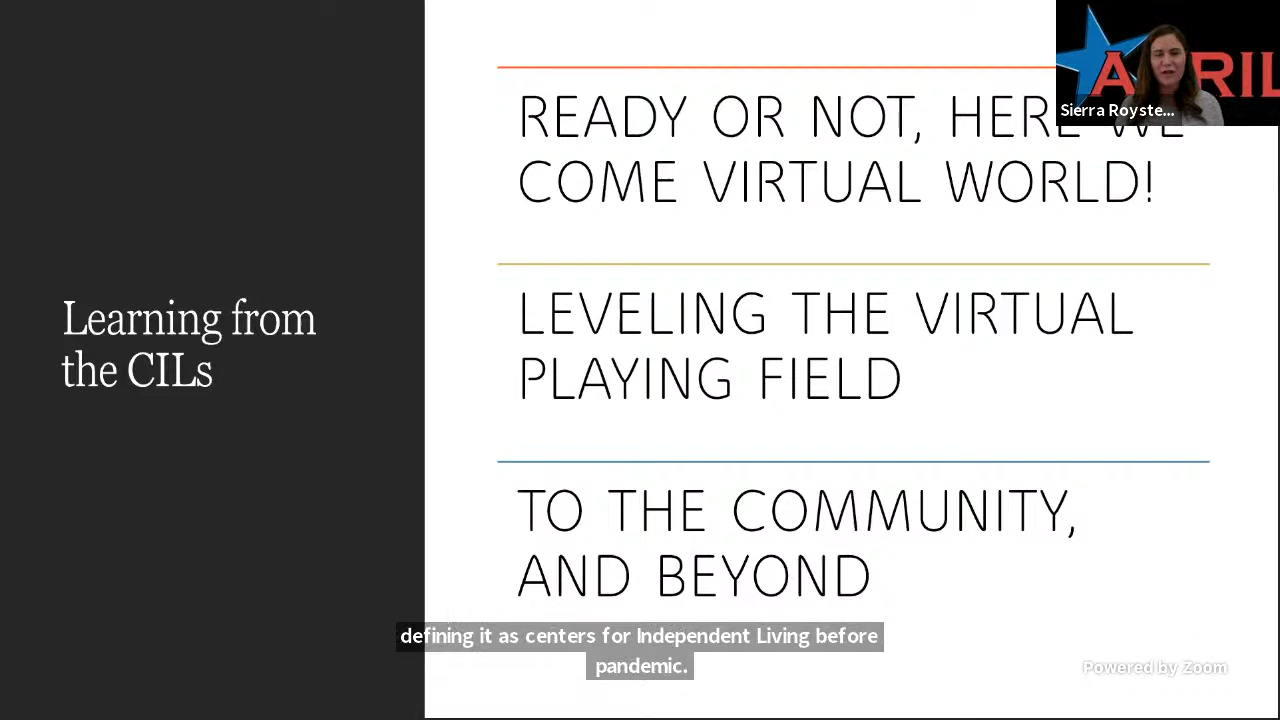 Learning from
the CILs
READY OR NOT, HERE WE
COME VIRTUAL WORLD!
LEVELING THE VIRTUAL
PLAYING FIELD
TO THE COMMUNITY,
AND BEYOND
A RIL
Sierra Royste...
defining it as centers for Independent Living before
pandemic.
Powered by Zoom